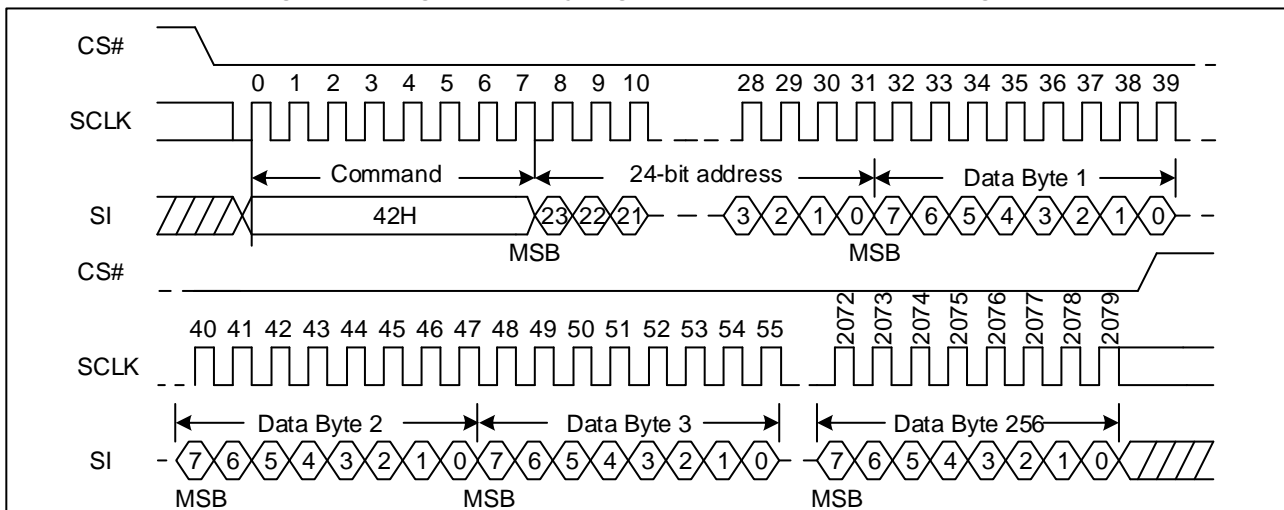 CS#
0 1 2 3 4 5 6 7 8 9 10 28 29 30 31 32 33 34 35 36 37 38 39
SCLK
Command 24-bit address Data Byte 1
SI 42H 23 22 21 3 2 1 0 7 6 5 4 3 2 1 0
MSB MSB
CS#
40 41 42 43 44 45 46 47 48 49 50 51 52 53 54 55 2072 2073 2074 2075 2076 2077 2078 2079
SCLK
Data Byte 2 Data Byte 3 Data Byte 256
SI 7 6 5 4 3 2 1 0 7 6 5 4 3 2 1 0 7 6 5 4 3 2 1 0
MSB MSB MSB